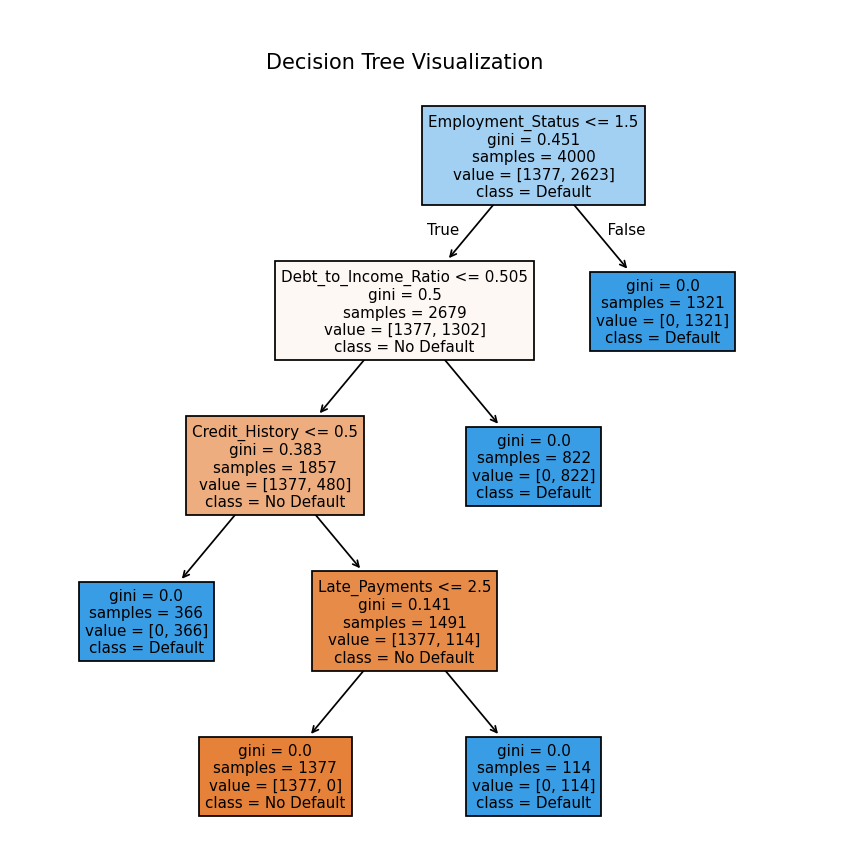 Decision Tree Visualization
Employment_Status <= 1.5
gini = 0.451
samples = 4000
value = [1377, 2623]
class = Default
True
False
Debt_to_Income_Ratio <= 0.505
gini = 0.5
samples = 2679
value = [1377, 1302]
class = No Default
gini = 0.0
samples = 1321
value = [0, 1321]
class = Default
Credit_History <= 0.5
gini = 0.383
samples = 1857
value = [1377, 480]
class = No Default
gini = 0.0
samples = 822
value = [0, 822]
class = Default
gini = 0.0
samples = 366
value = [0, 366]
class = Default
Late_Payments <= 2.5
gini = 0.141
samples = 1491
value = [1377, 114]
class = No Default
gini = 0.0
samples = 1377
value = [1377, 0]
class = No Default
gini = 0.0
samples = 114
value = [0, 114]
class = Default